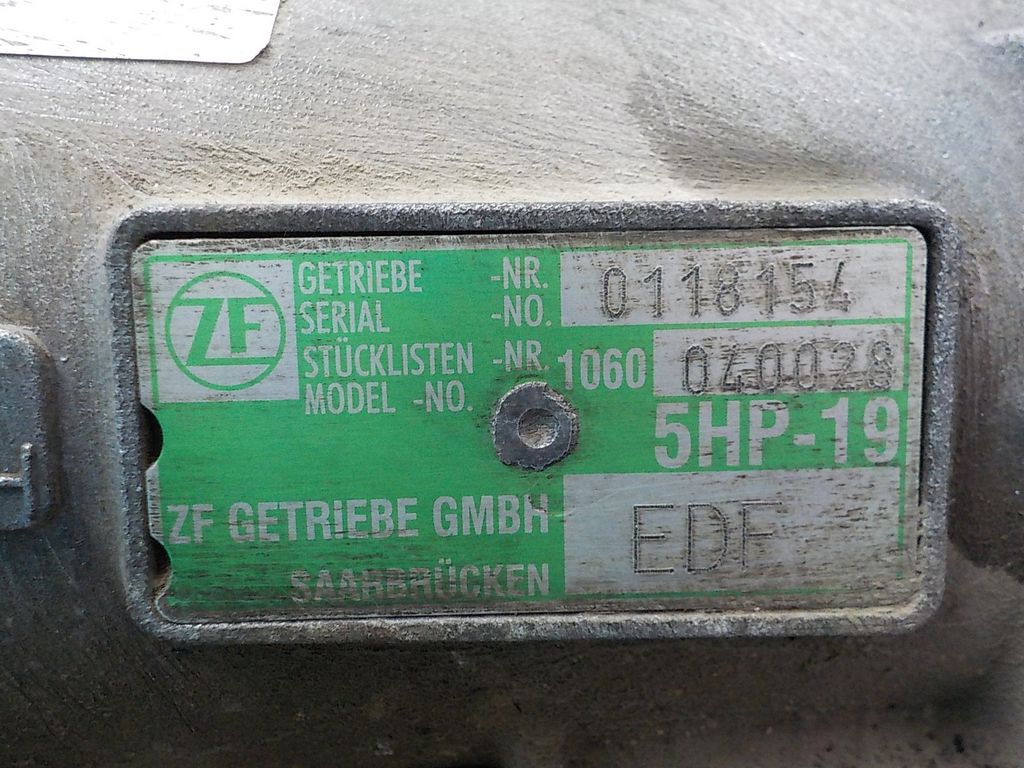 ZF
GETRIEBE -NR. 0118154
SERIAL -NO.
STÜCKLISTEN -NR. 1060 040028
MODEL -NO.
5HP-19
ZF GETRIEBE GMBH EDF
SAARBRÜCKEN